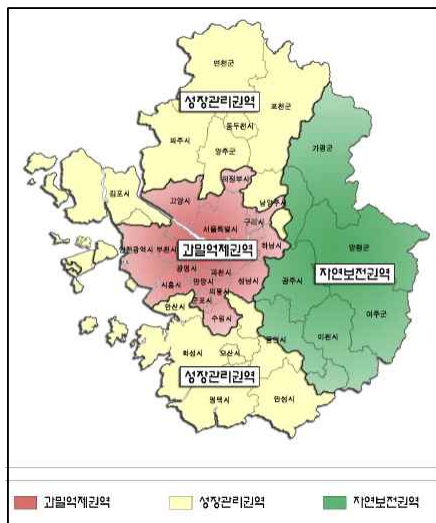 연천군
성장관리권역
포천군
동두천시
파주시
양주군
가평군
의정부시
김포시
고양시
남양주시
구리시
서울특별시
양평군
과밀억제권역
하남시
인천광역시
부천시
광명시
과천시
자연보전권역
시흥시
안양시
성남시
광주시
의왕시
군포시
여주군
안산시
수원시
이천시
용인시
화성시
오산시
성장관리권역
평택시
안성시
과밀억제권역
성장관리권역
자연보전권역